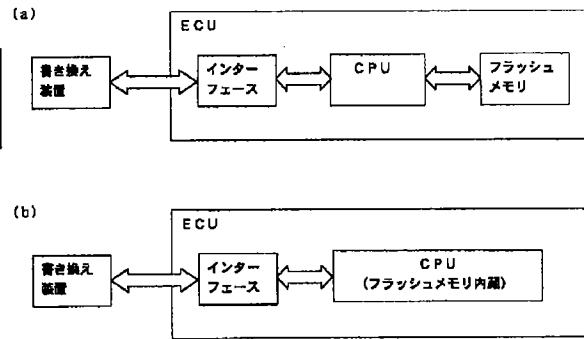 (a)
ECU
書き換え
装置
インター
フェース
CPU
フラッシュ
メモリ
(b)
ECU
書き換え
装置
インター
フェース
CPU
(フラッシュメモリ内蔵)